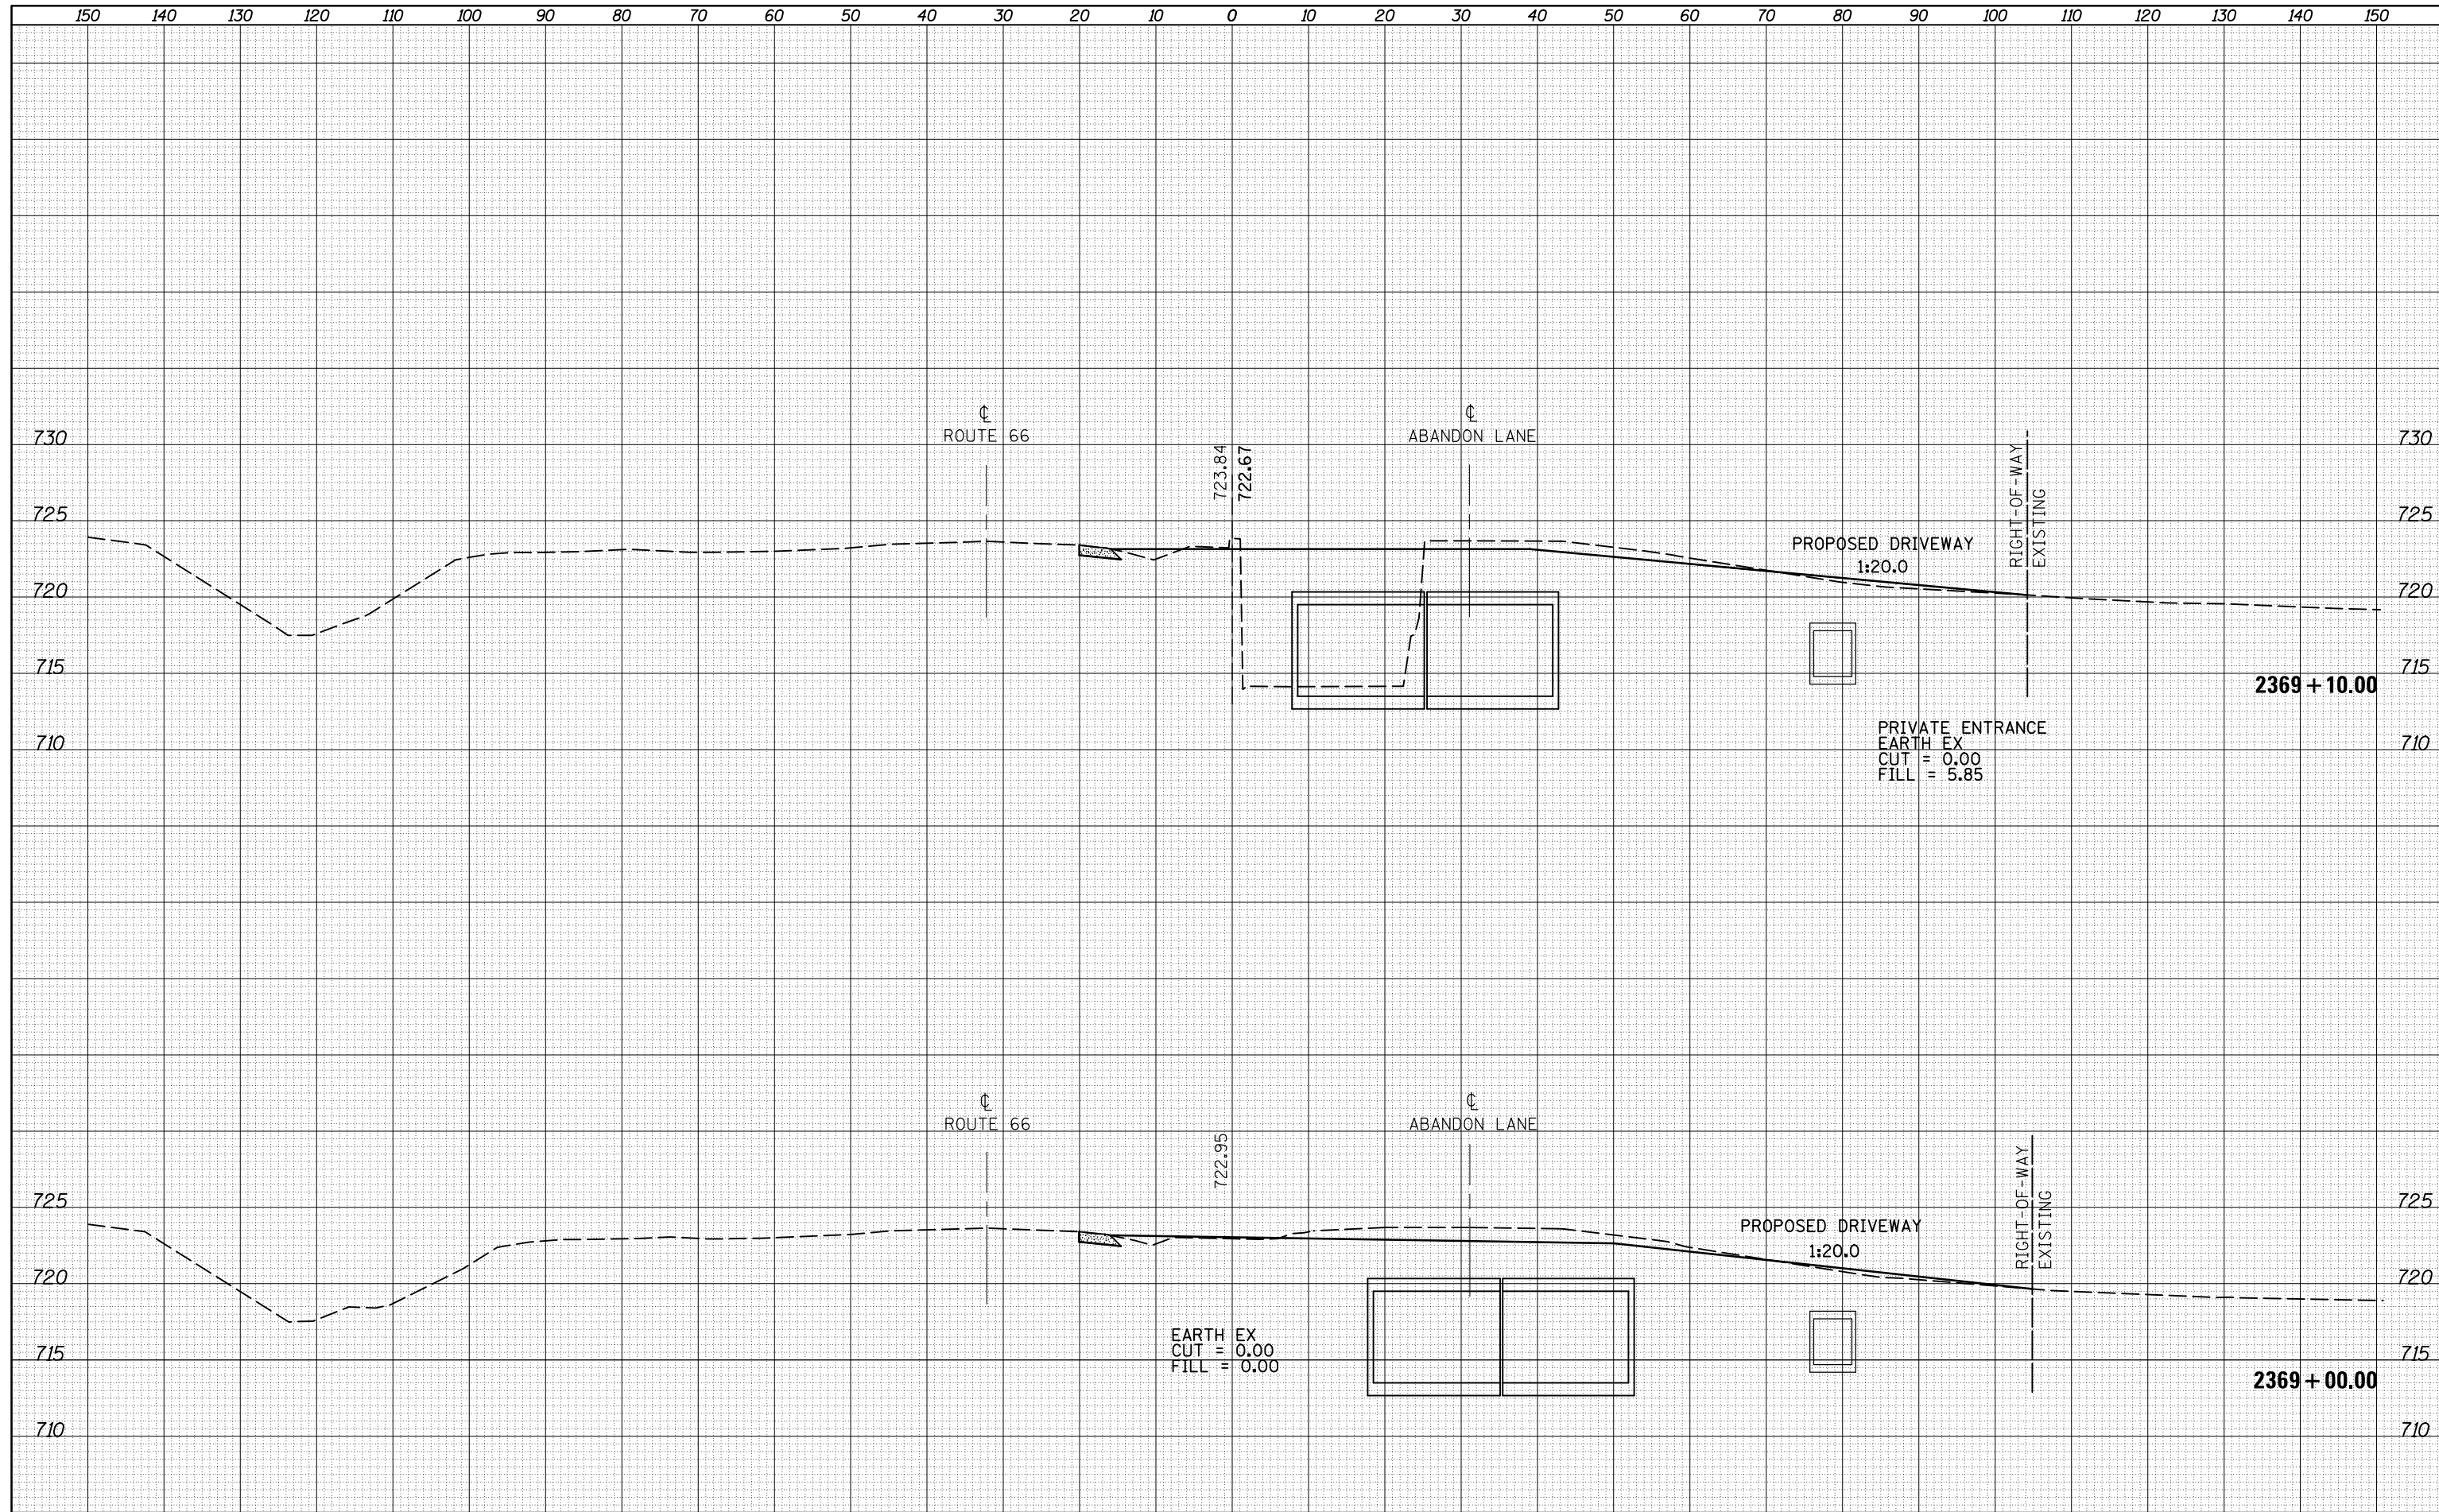 150 140 130 120 110 100 90 80 70 60 50 40 30 20 10 0 10 20 30 40 50 60 70 80 90 100 110 120 130 140 150
℄ ℄
730 ROUTE 66 ABANDON LANE 730
723.84
722.67
RIGHT-OF-WAY
EXISTING
725 725
PROPOSED DRIVEWAY
1:20.0
720 720
715 715
2369+10.00
PRIVATE ENTRANCE
710 EARTH EX 710
CUT = 0.00
FILL = 5.85
℄ ℄
ROUTE 66 ABANDON LANE
722.95
RIGHT-OF-WAY
EXISTING
725 725
PROPOSED DRIVEWAY
1:20.0
720 720
EARTH EX
715 CUT = 0.00 715
FILL = 0.00
2369+00.00
710 710